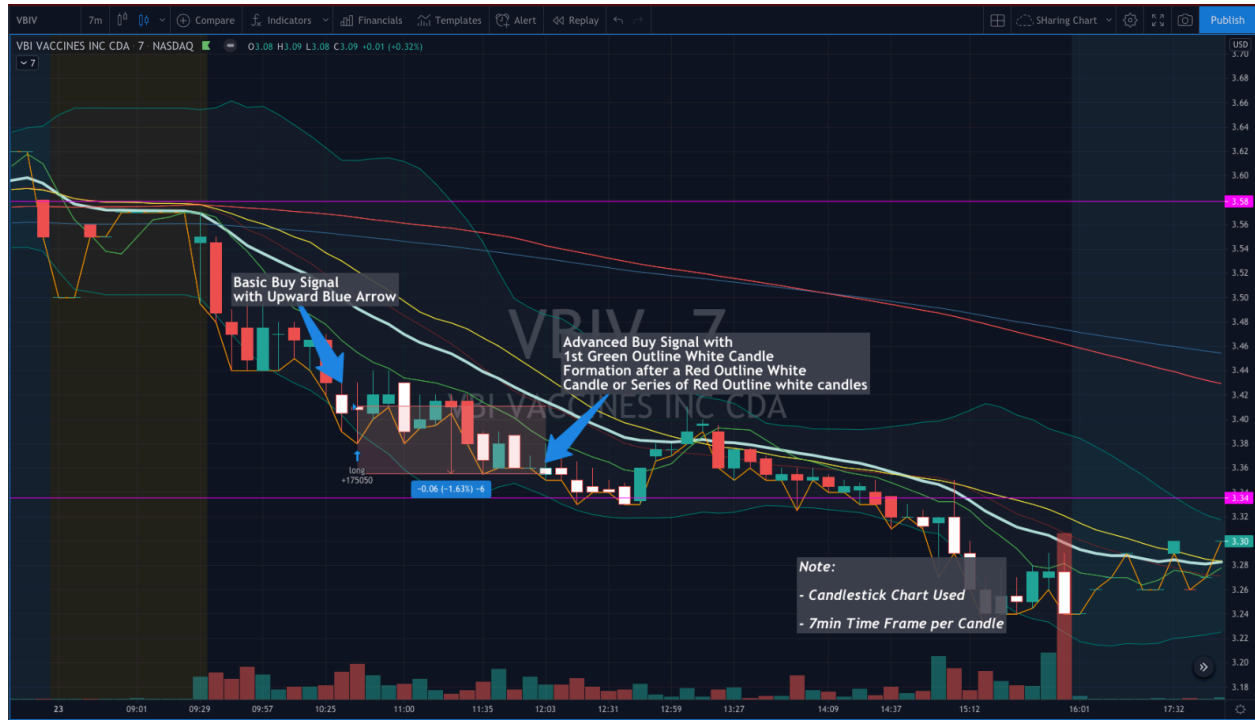 VBIV 7m Compare Indicators Financials Templates Alert Replay SHaring Chart Publish
VBI VACCINES INC CDA · 7 · NASDAQ O3.08 H3.09 L3.08 C3.09 +0.01 (+0.32%)
7
USD
3.70
3.68
3.66
3.64
3.62
3.60
3.58
3.56
3.54
3.52
3.50
3.48
3.46
3.44
3.42
3.40
3.38
3.36
3.34
3.34
3.32
3.30
3.28
3.26
3.24
3.22
3.20
3.18
Basic Buy Signal
with Upward Blue Arrow
VBIV, 7
VBI VACCINES INC CDA
Advanced Buy Signal with
1st Green Outline White Candle
Formation after a Red Outline White
Candle or Series of Red Outline white candles
long
+175050
−0.06 (−1.63%) −6
Note:
- Candlestick Chart Used
- 7min Time Frame per Candle
23 09:01 09:29 09:57 10:25 11:00 11:35 12:03 12:31 12:59 13:27 14:09 14:37 15:12 16:01 17:32